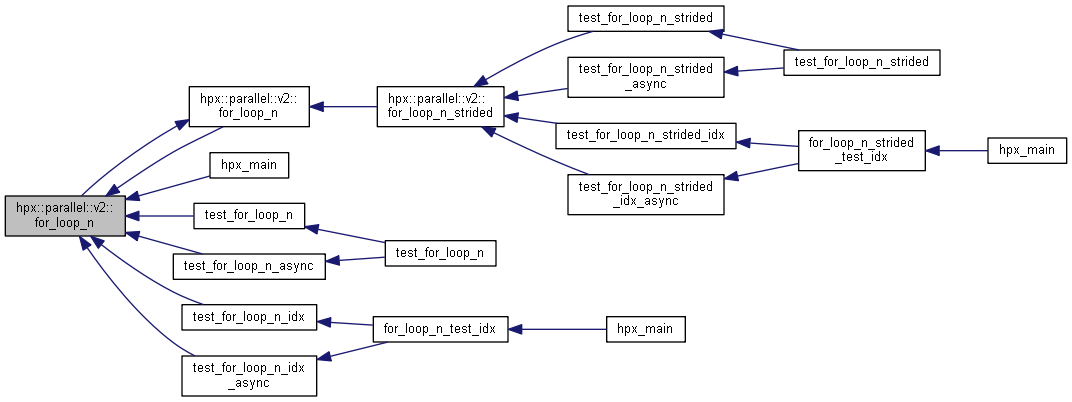 test_for_loop_n_strided
test_for_loop_n_strided
test_for_loop_n_strided
_async
hpx::parallel::v2::
for_loop_n
hpx::parallel::v2::
for_loop_n_strided
test_for_loop_n_strided_idx
for_loop_n_strided
_test_idx
hpx_main
hpx_main
test_for_loop_n_strided
_idx_async
hpx::parallel::v2::
for_loop_n
test_for_loop_n
test_for_loop_n
test_for_loop_n_async
test_for_loop_n_idx
for_loop_n_test_idx
hpx_main
test_for_loop_n_idx
_async